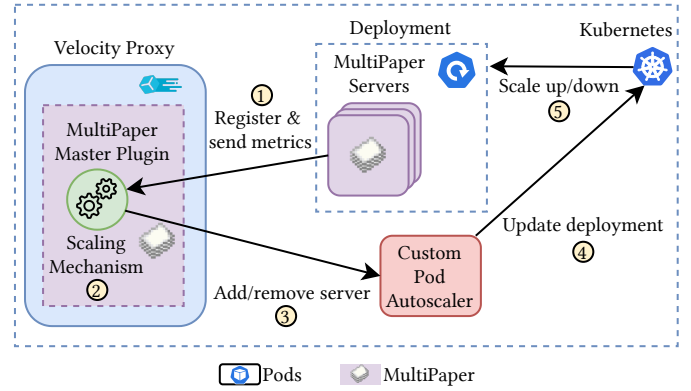 Deployment
Kubernetes
Velocity Proxy
MultiPaper
Servers
1
Register &
send metrics
Scale up/down
5
MultiPaper
Master Plugin
Scaling
Mechanism
2
Update deployment
4
Custom
Pod
Autoscaler
Add/remove server
3
Pods
MultiPaper